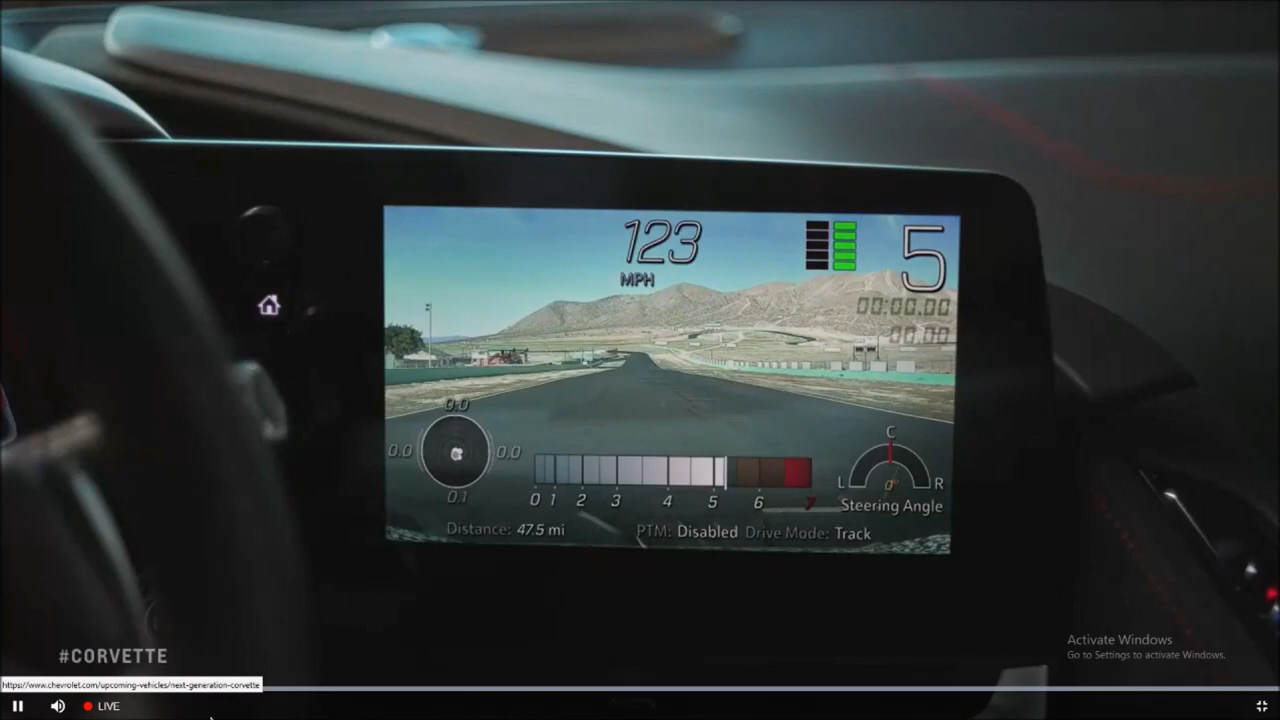 123
MPH
5
00:00.00
00.00
0.0
0.0
0.0
0.1
0 1 2 3 4 5 6 7
C
L
R
0°
Steering Angle
Distance: 47.5 mi
PTM: Disabled
Drive Mode: Track
#CORVETTE
Activate Windows
Go to Settings to activate Windows.
https://www.chevrolet.com/upcoming-vehicles/next-generation-corvette
LIVE